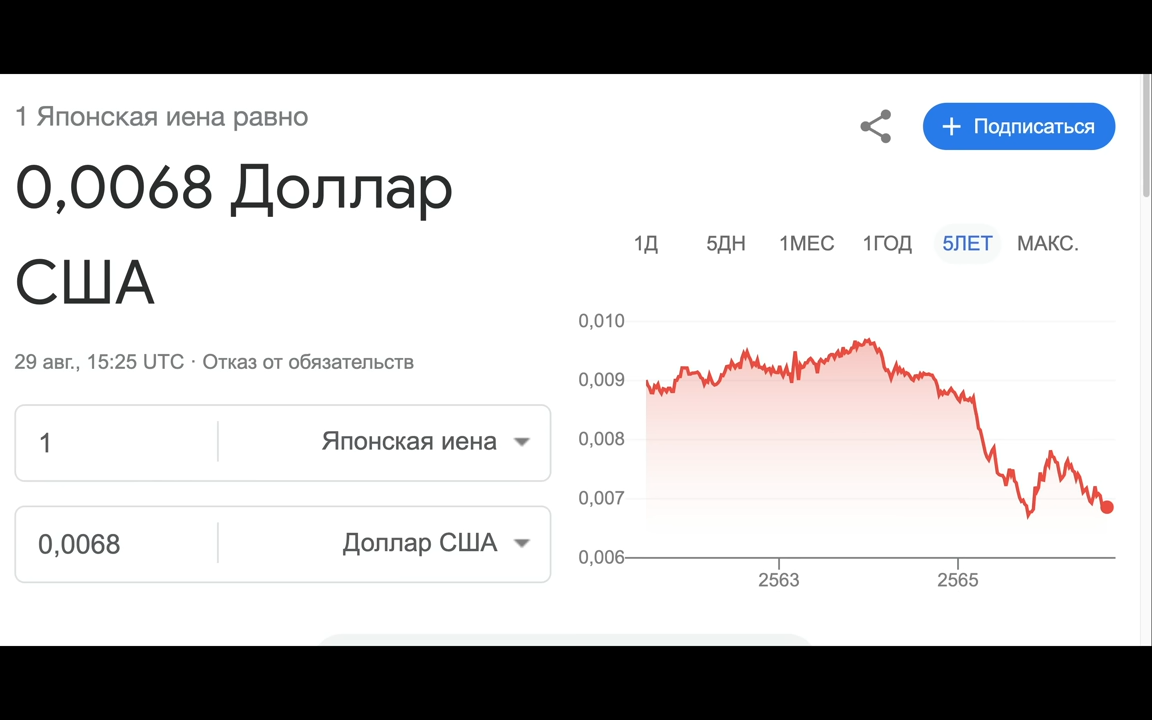 1 Японская иена равно
0,0068 Доллар
США
29 авг., 15:25 UTC · Отказ от обязательств
1 Японская иена
0,0068 Доллар США
Подписаться
1Д 5ДН 1МЕС 1ГОД 5ЛЕТ МАКС.
0,010
0,009
0,008
0,007
0,006
2563 2565